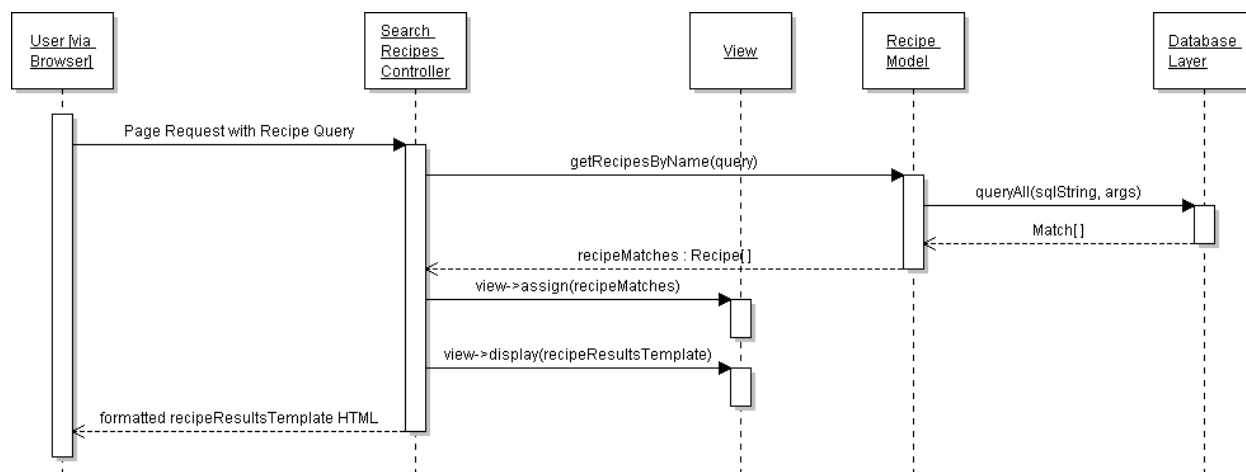 User [via
Browser]
Search
Recipes
Controller
View
Recipe
Model
Database
Layer
Page Request with Recipe Query
getRecipesByName(query)
queryAll(sqlString, args)
Match[ ]
recipeMatches : Recipe[ ]
view->assign(recipeMatches)
view->display(recipeResultsTemplate)
formatted recipeResultsTemplate HTML